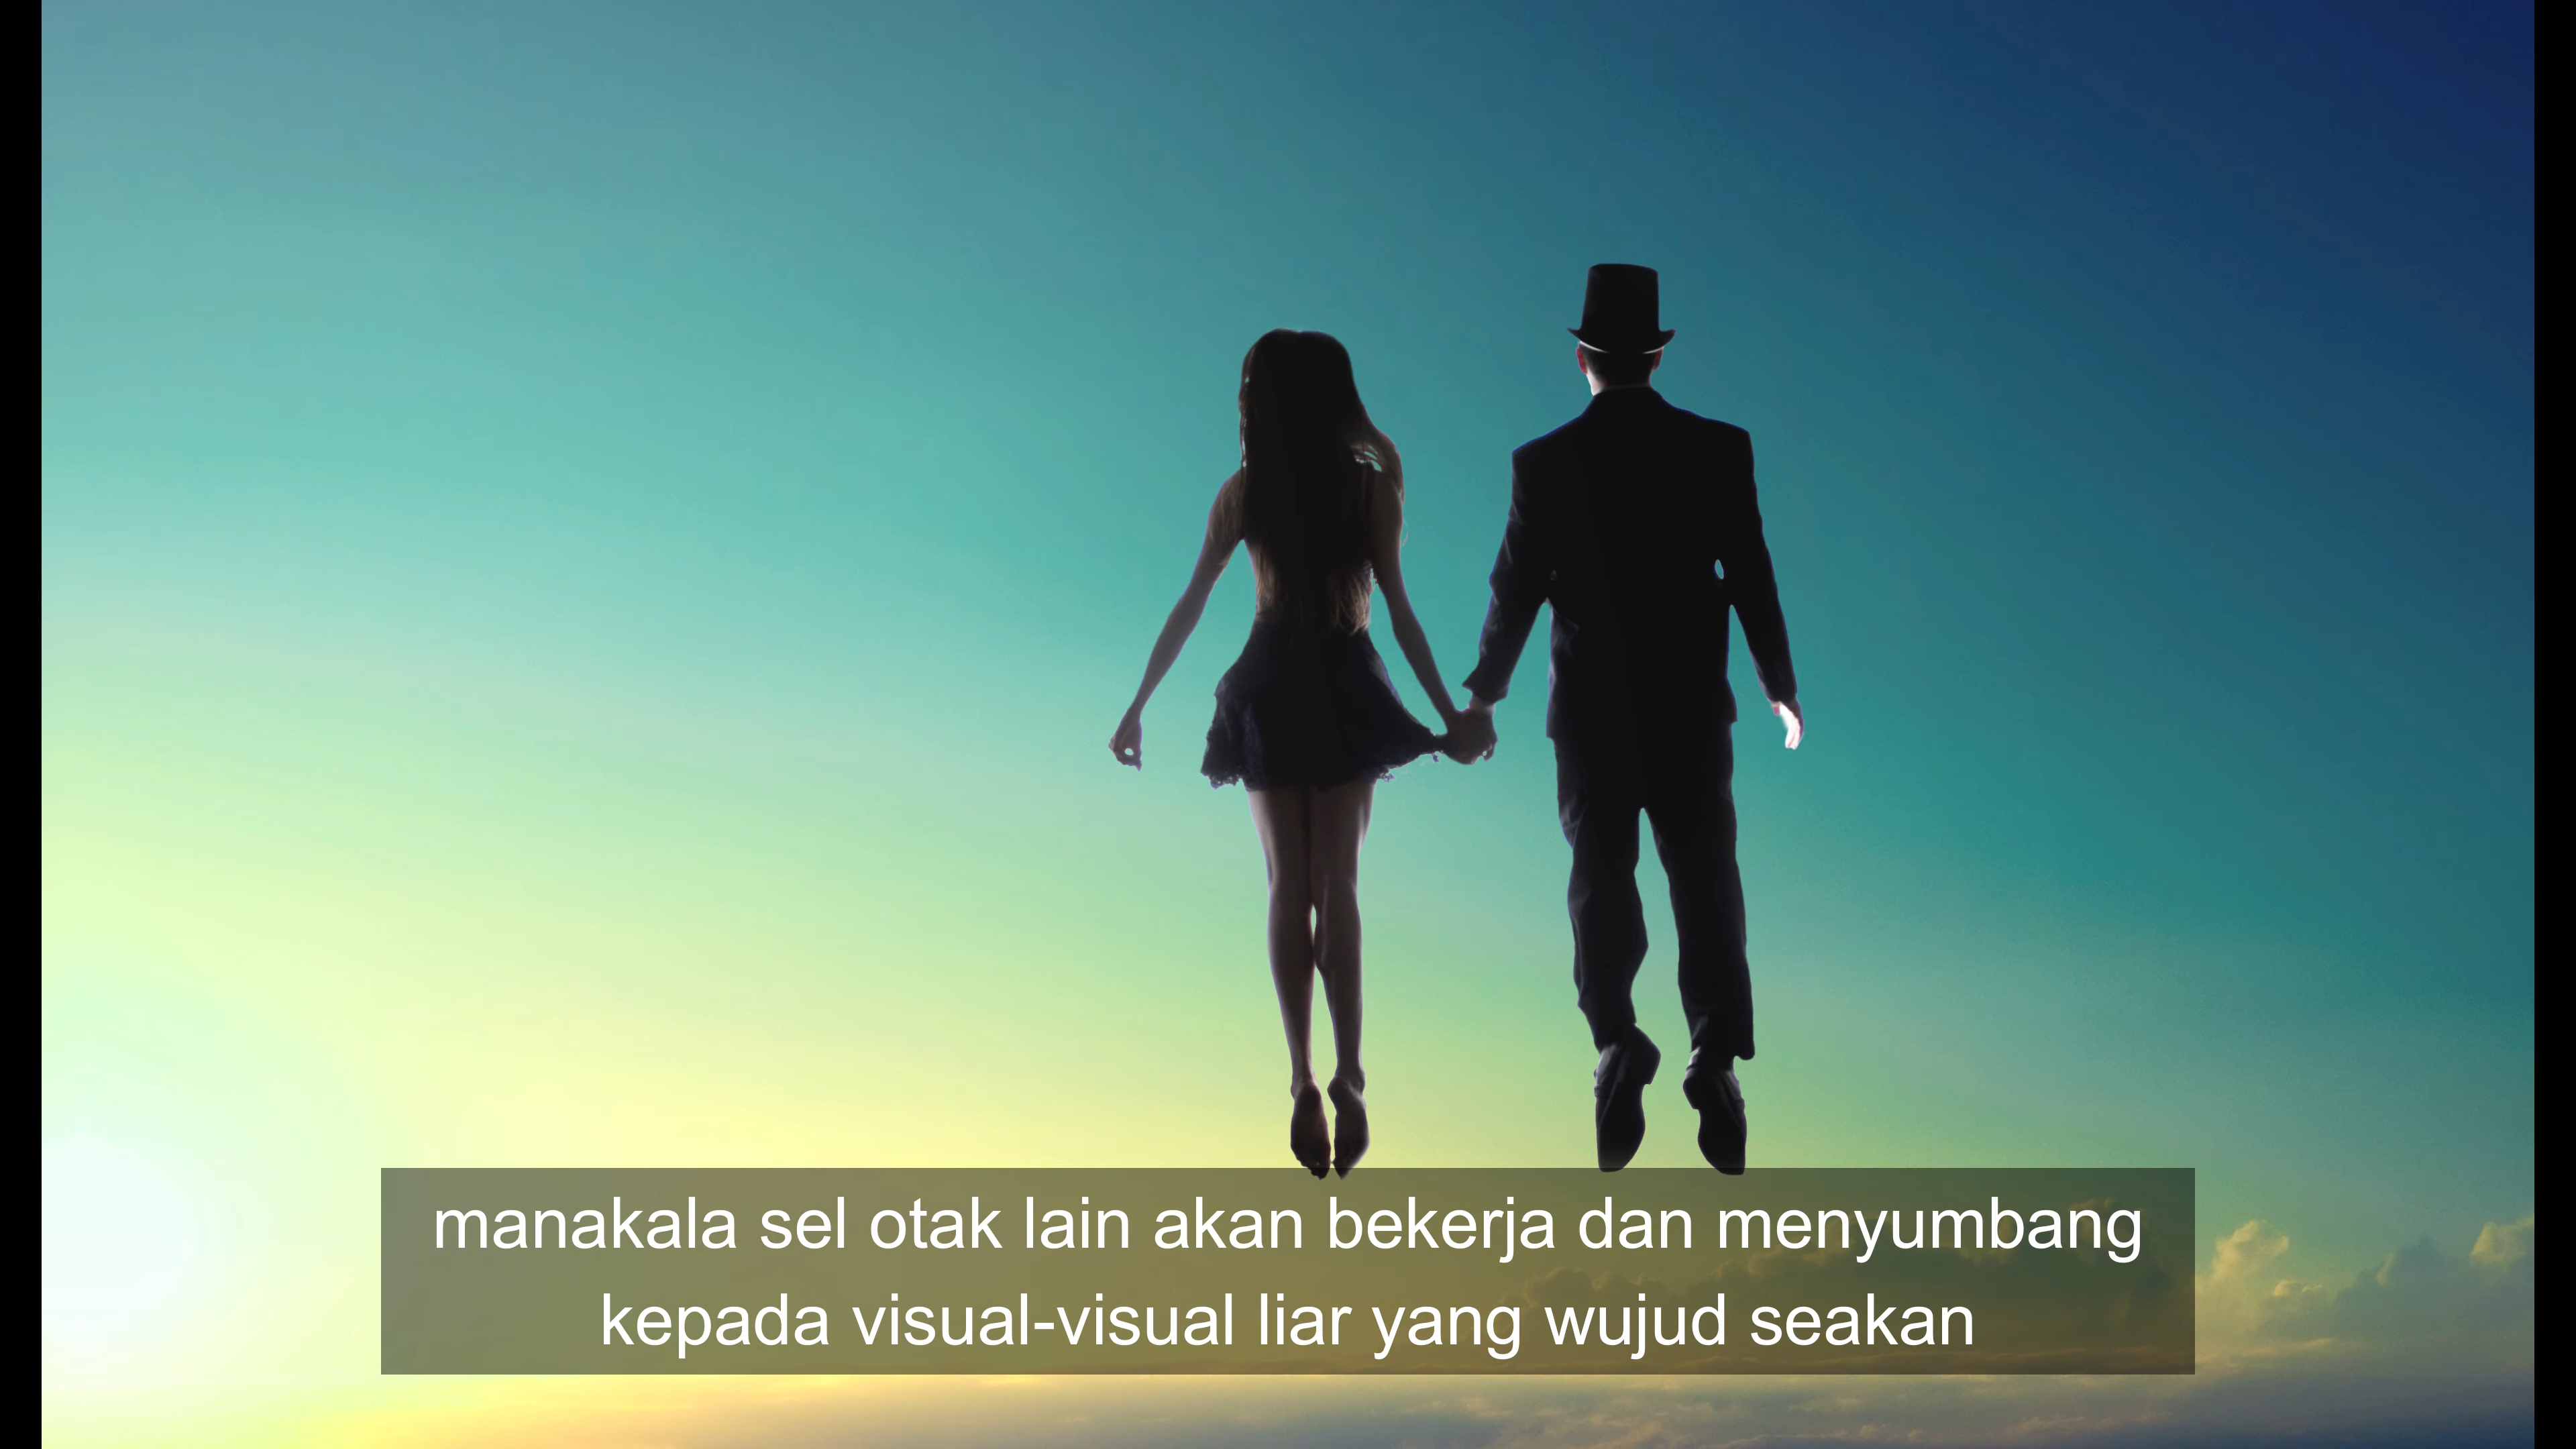 manakala sel otak lain akan bekerja dan menyumbang
kepada visual-visual liar yang wujud seakan